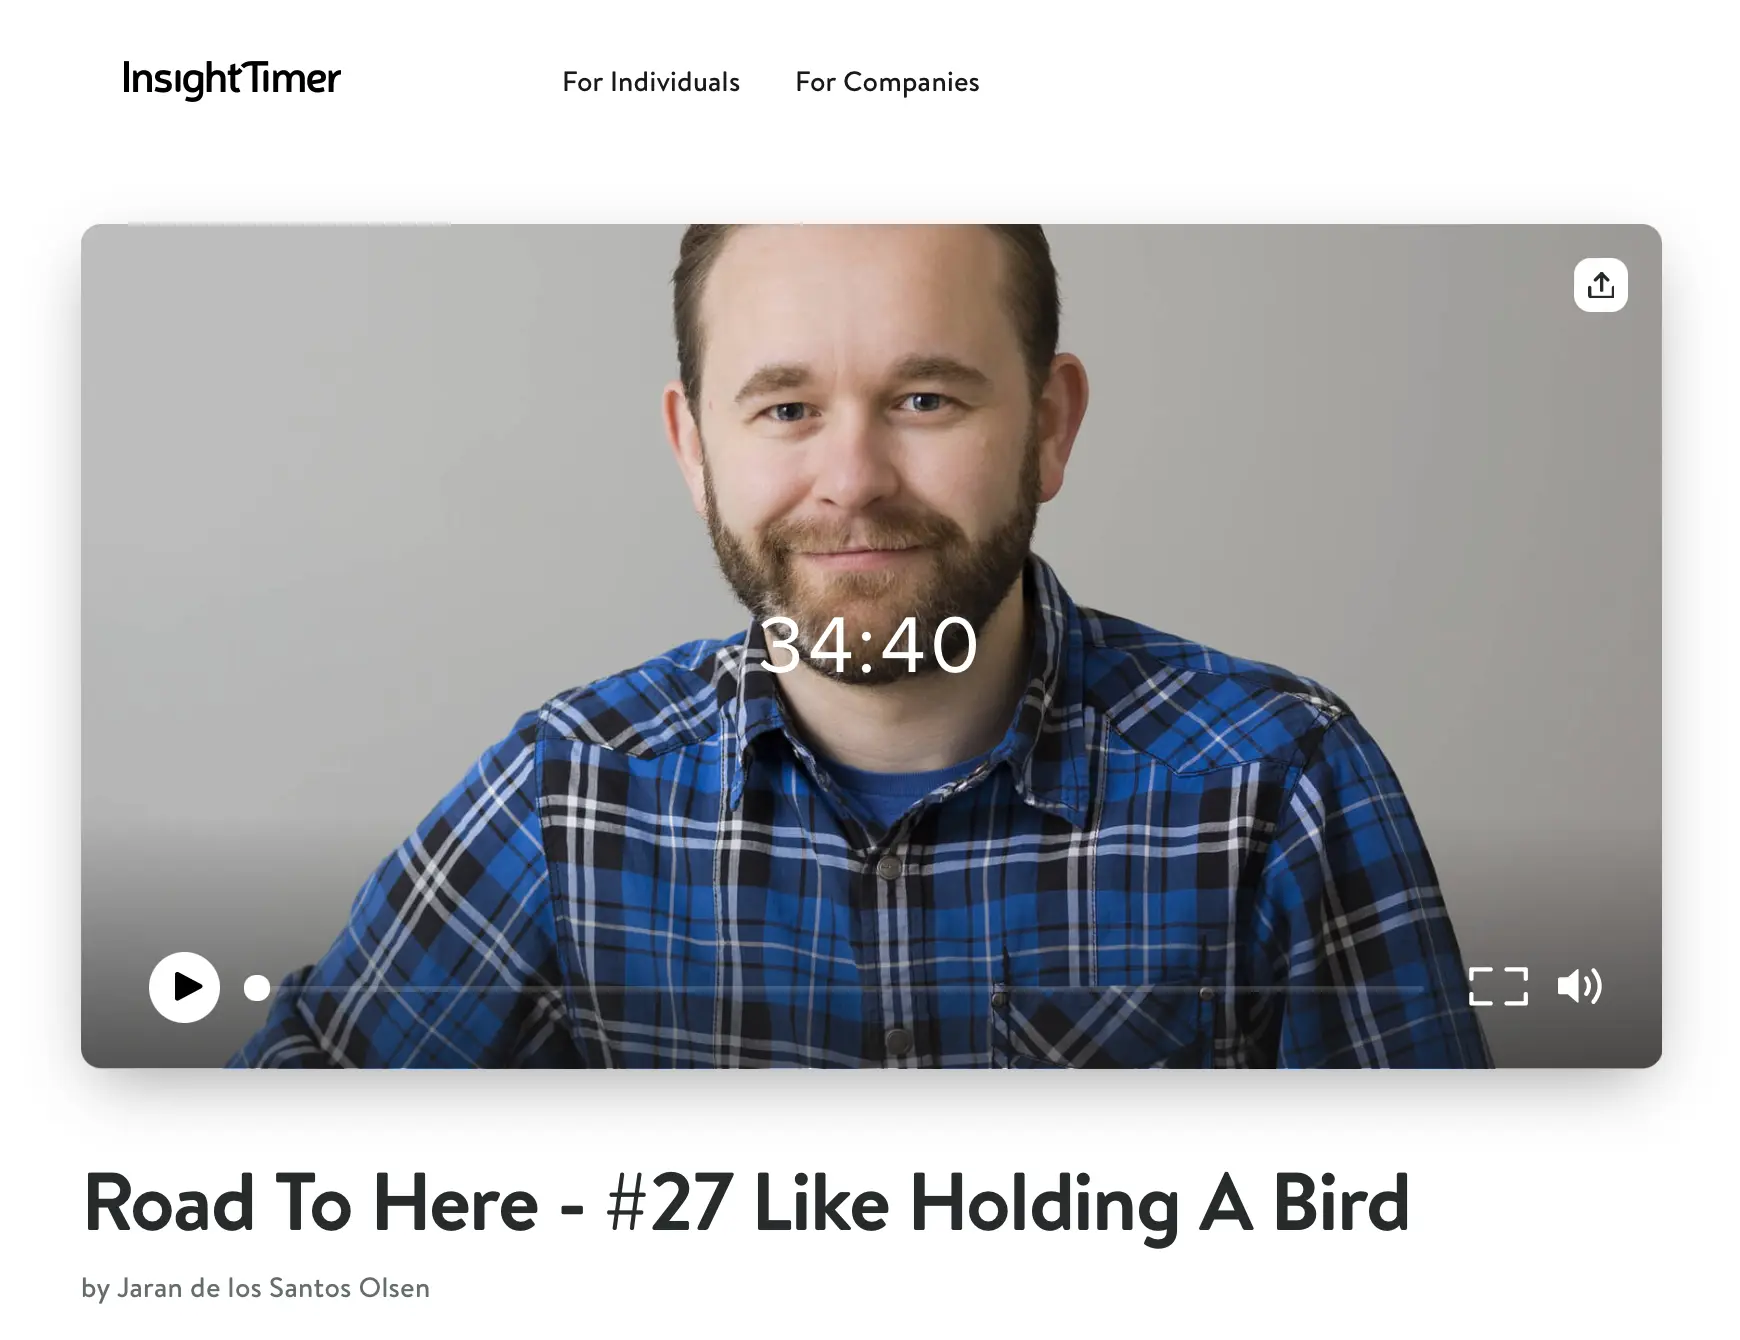 InsightTimer
For Individuals
For Companies
34:40
Road To Here - #27 Like Holding A Bird
by Jaran de los Santos Olsen